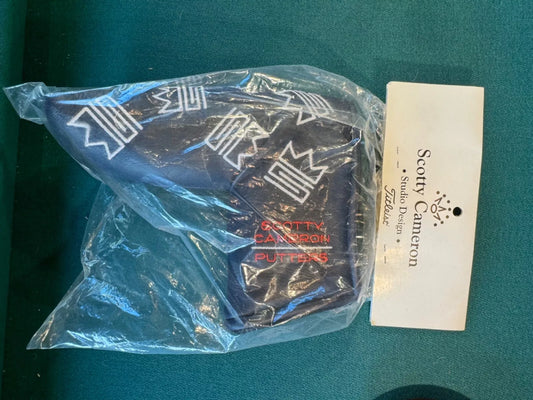 Scotty Cameron
• Studio Design •
Titleist
SCOTTY
CAMERON
PUTTERS